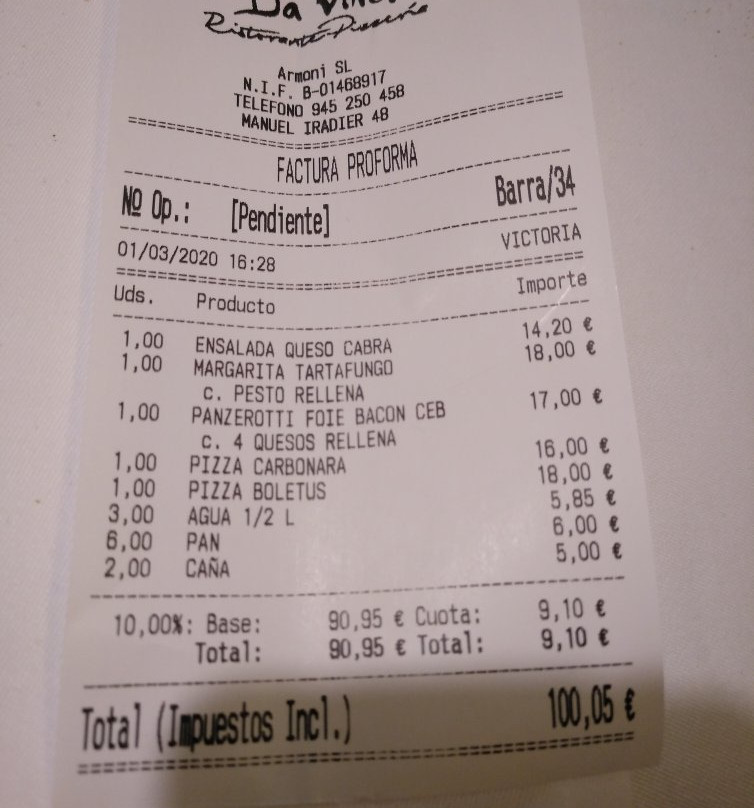 Da Vinci
Ristorante Pizzería
Armoni SL
N.I.F. B-01468917
TELEFONO 945 250 458
MANUEL IRADIER 48
FACTURA PROFORMA
Nº Op.: [Pendiente] Barra/34
01/03/2020 16:28 VICTORIA
Uds. Producto Importe
1,00 ENSALADA QUESO CABRA 14,20 €
1,00 MARGARITA TARTAFUNGO 18,00 €
c. PESTO RELLENA
1,00 PANZEROTTI FOIE BACON CEB 17,00 €
c. 4 QUESOS RELLENA
1,00 PIZZA CARBONARA 16,00 €
1,00 PIZZA BOLETUS 18,00 €
3,00 AGUA 1/2 L 5,85 €
6,00 PAN 6,00 €
2,00 CAÑA 5,00 €
10,00%: Base: 90,95 € Cuota: 9,10 €
Total: 90,95 € Total: 9,10 €
Total (Impuestos Incl.) 100,05 €